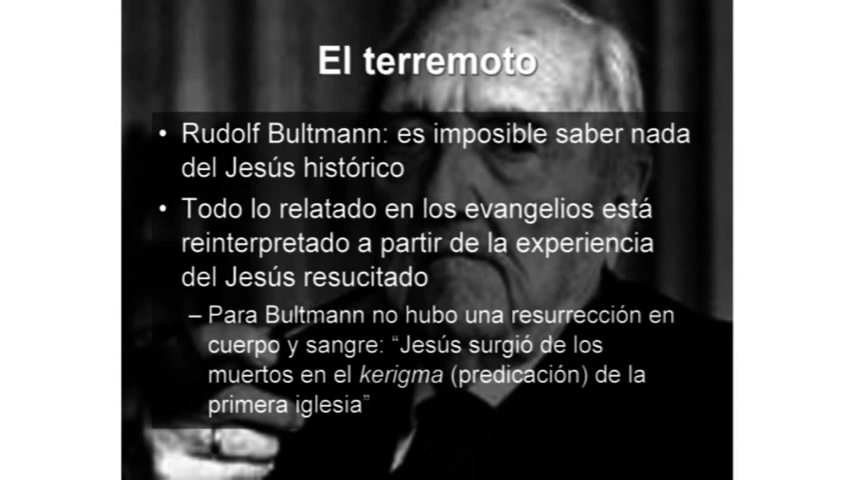 El terremoto
• Rudolf Bultmann: es imposible saber nada
del Jesús histórico
• Todo lo relatado en los evangelios está
reinterpretado a partir de la experiencia
del Jesús resucitado
– Para Bultmann no hubo una resurrección en
cuerpo y sangre: “Jesús surgió de los
muertos en el kerigma (predicación) de la
primera iglesia”